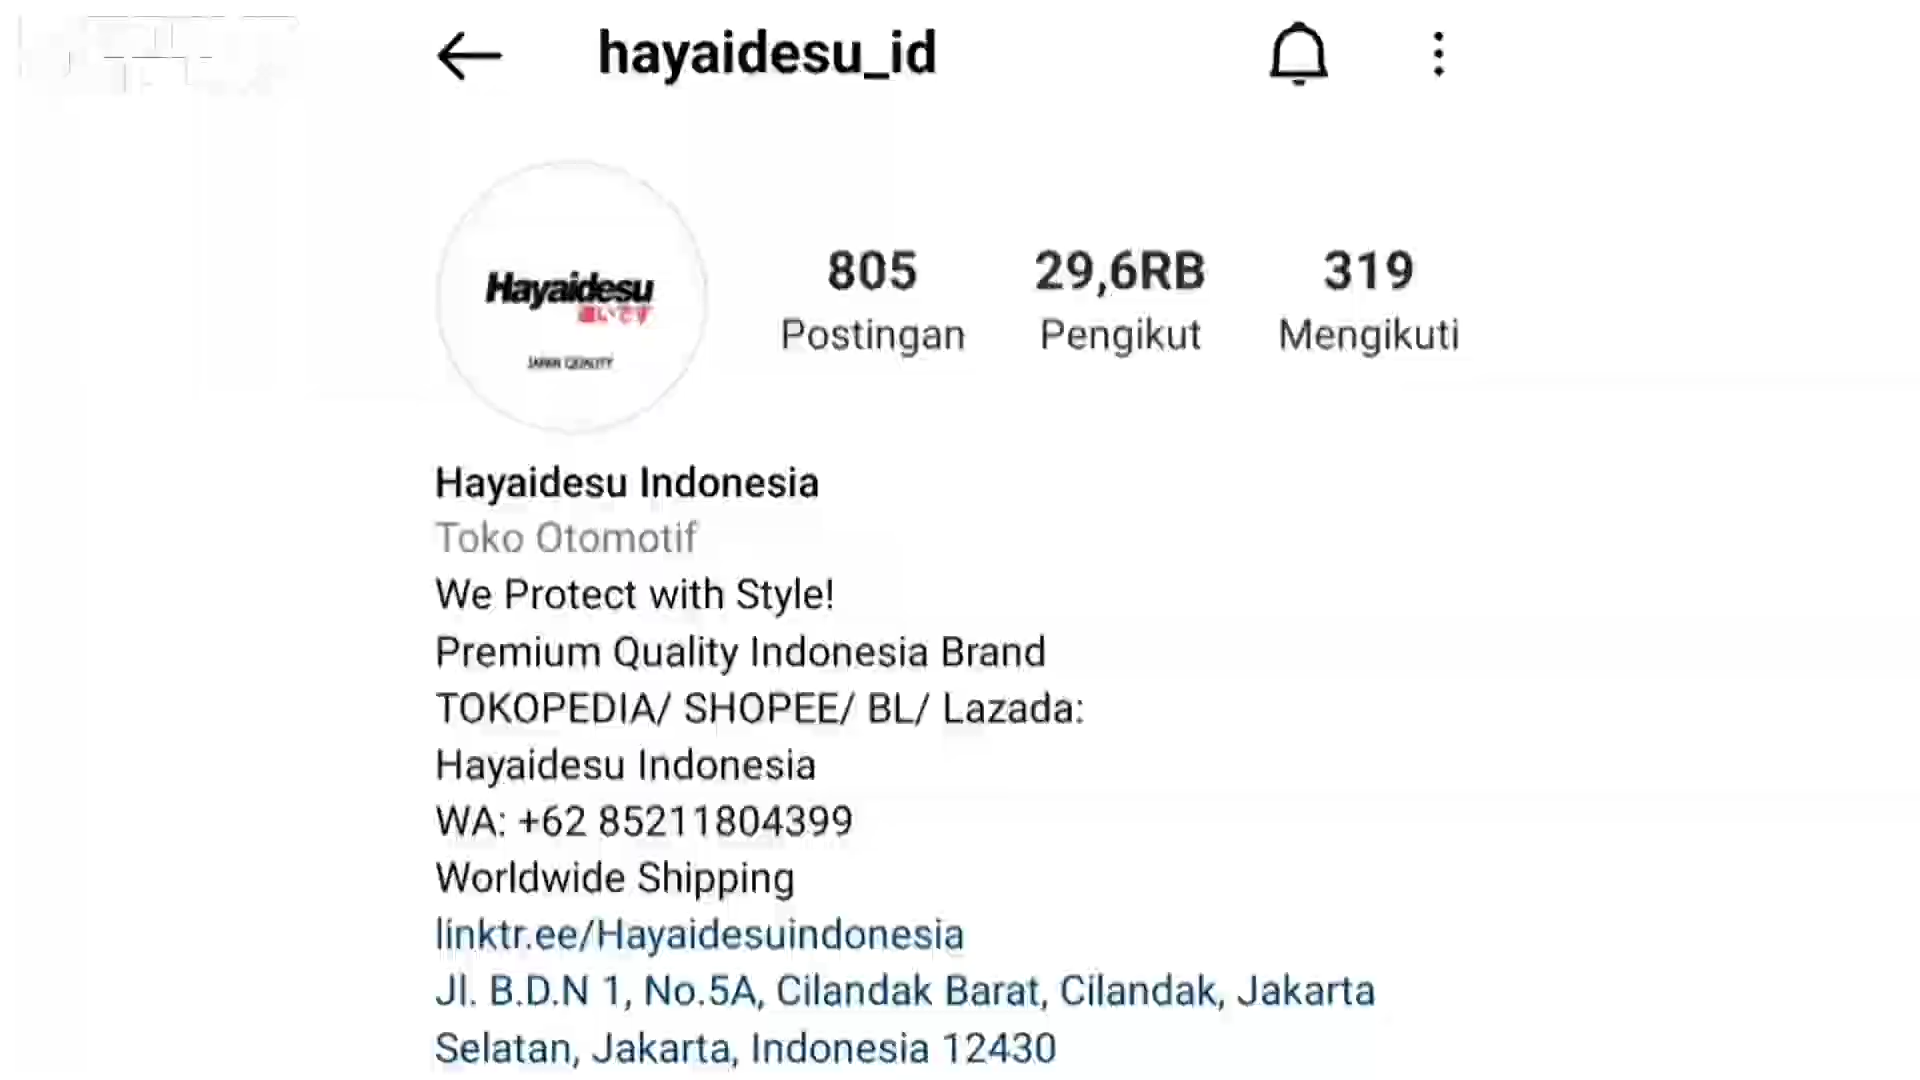 hayaidesu_id
Hayaidesu
JAPAN QUALITY
805
Postingan
29,6RB
Pengikut
319
Mengikuti
Hayaidesu Indonesia
Toko Otomotif
We Protect with Style!
Premium Quality Indonesia Brand
TOKOPEDIA/ SHOPEE/ BL/ Lazada:
Hayaidesu Indonesia
WA: +62 85211804399
Worldwide Shipping
linktr.ee/Hayaidesuindonesia
Jl. B.D.N 1, No.5A, Cilandak Barat, Cilandak, Jakarta
Selatan, Jakarta, Indonesia 12430